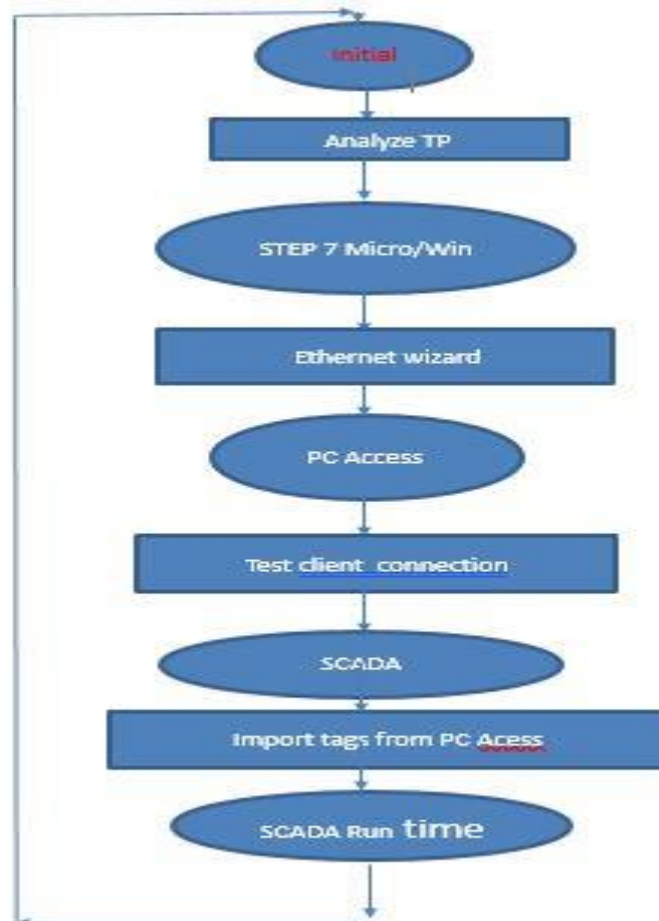 Initial
Analyze TP
STEP 7 Micro/Win
Ethernet wizard
PC Access
Test client connection
SCADA
Import tags from PC Acess
SCADA Run time